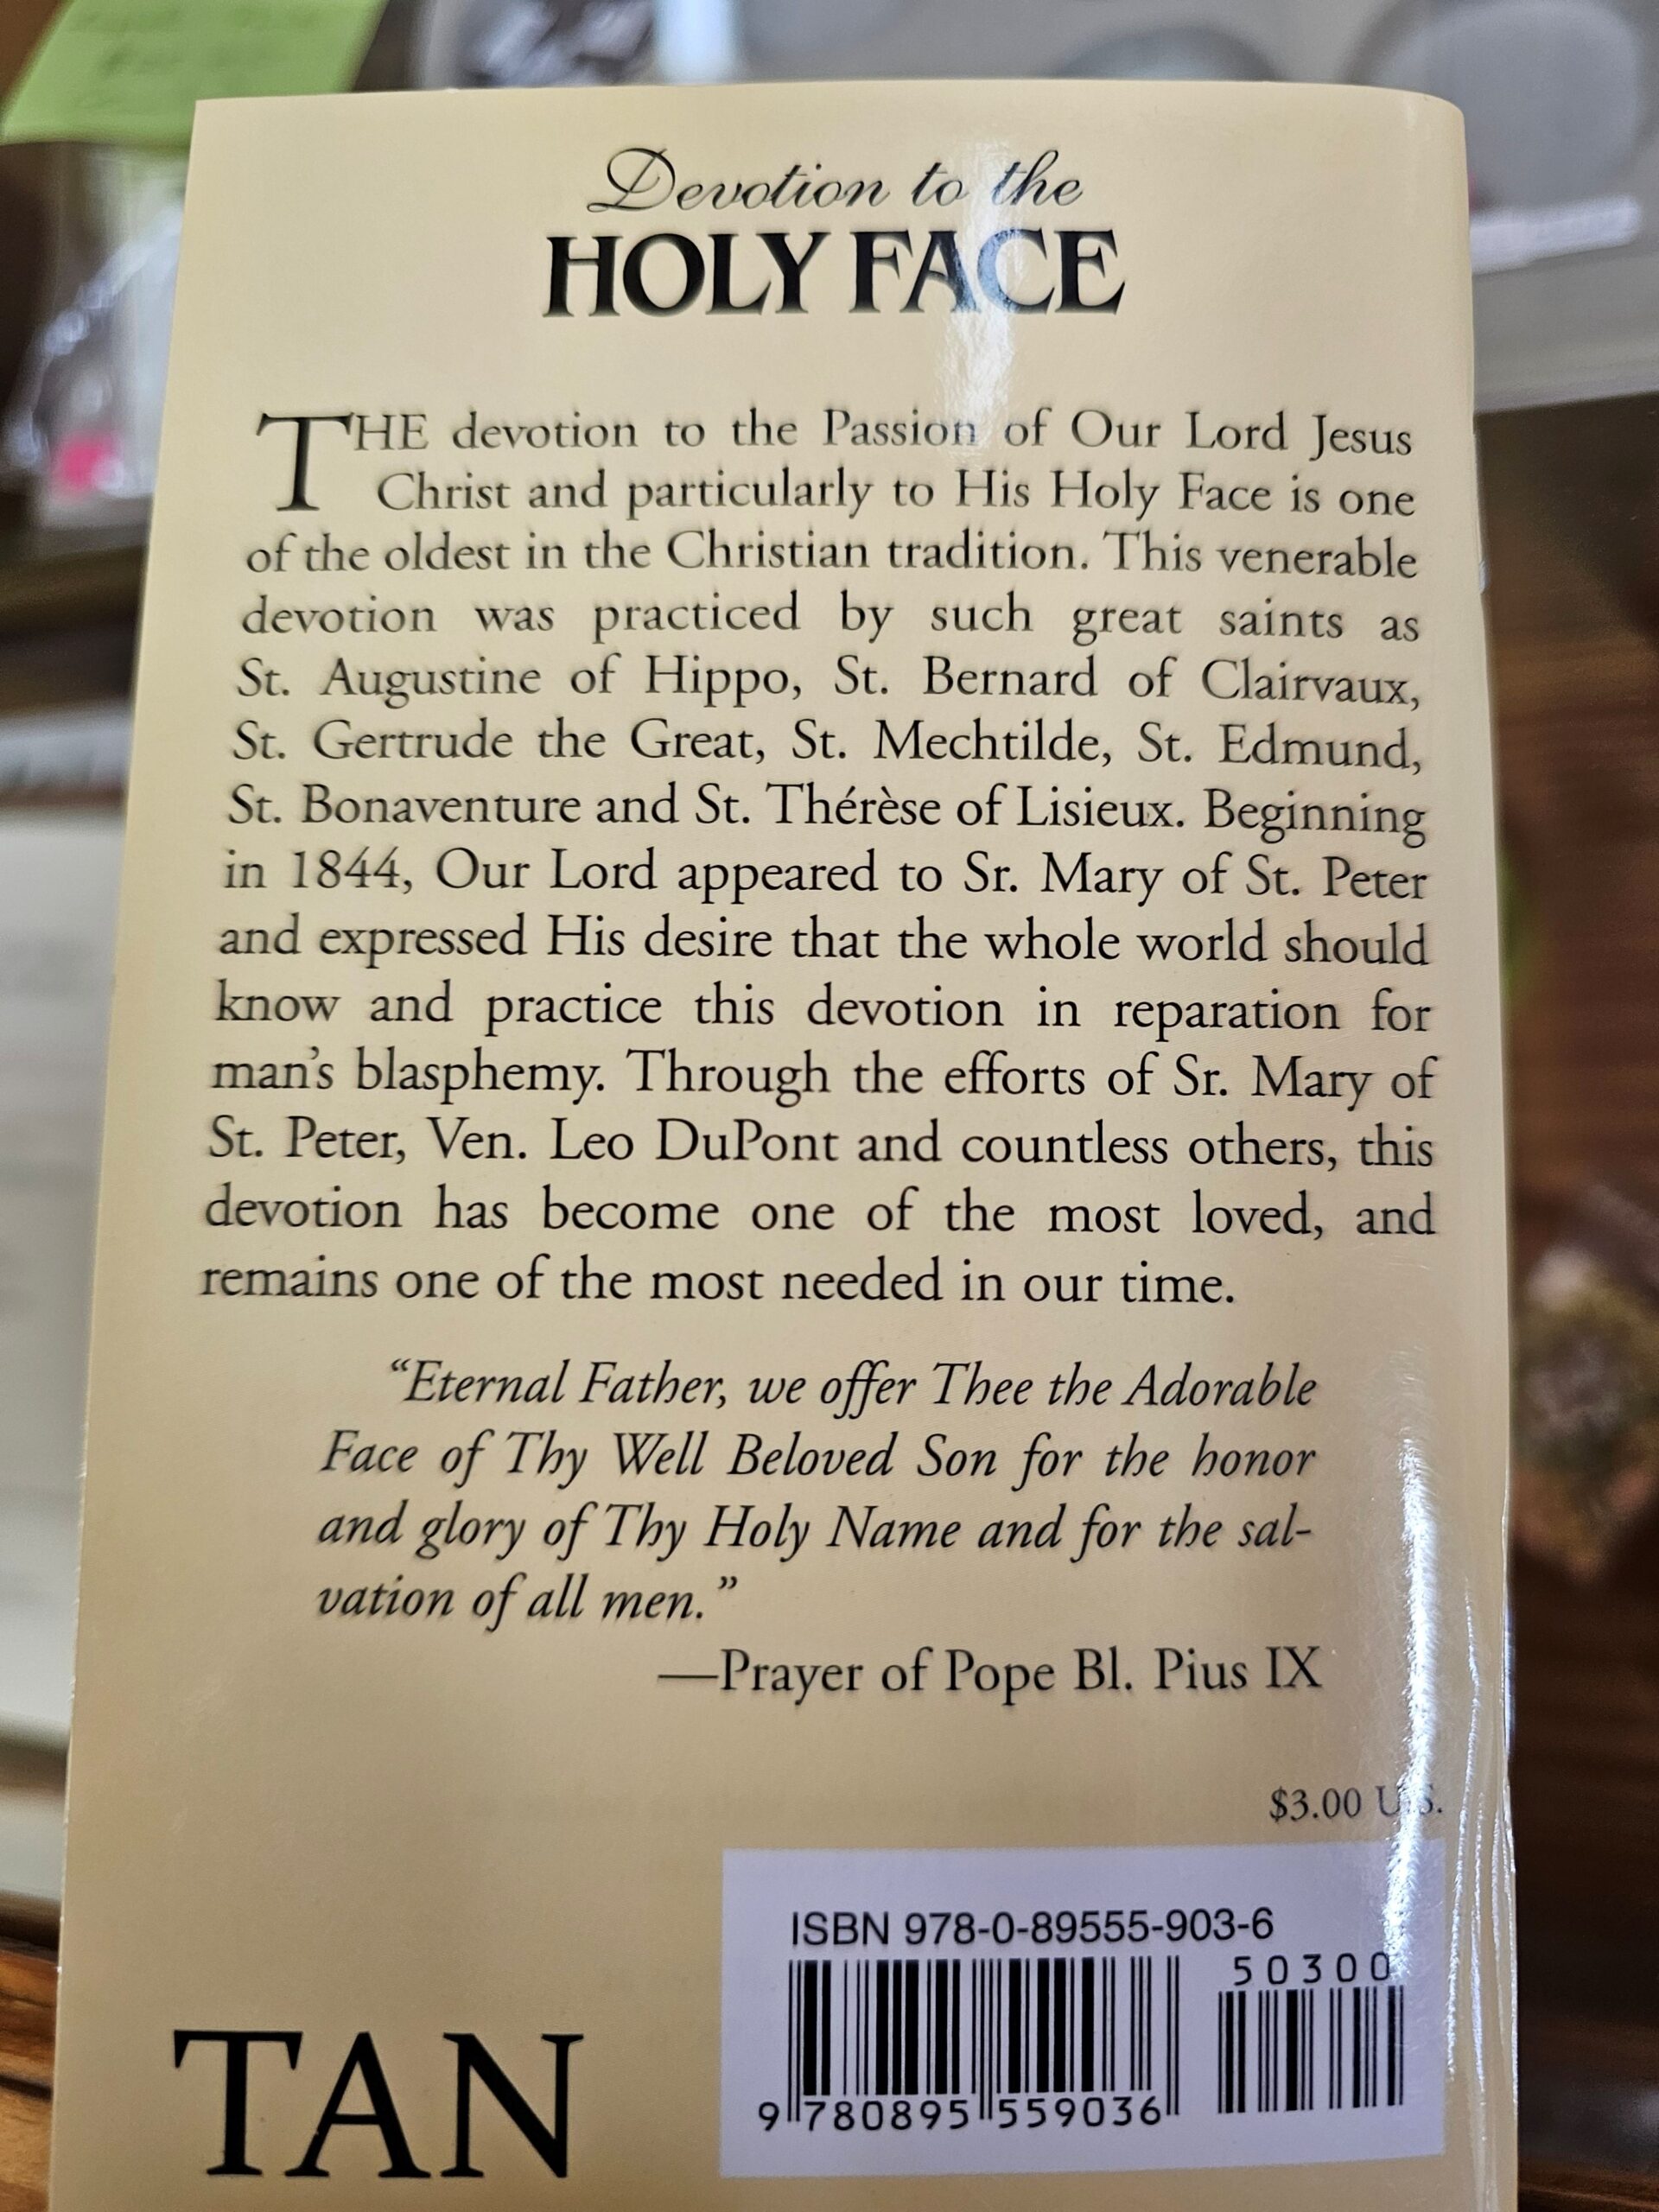 Devotion to the
HOLY FACE
THE devotion to the Passion of Our Lord Jesus
Christ and particularly to His Holy Face is one
of the oldest in the Christian tradition. This venerable
devotion was practiced by such great saints as
St. Augustine of Hippo, St. Bernard of Clairvaux,
St. Gertrude the Great, St. Mechtilde, St. Edmund,
St. Bonaventure and St. Thérèse of Lisieux. Beginning
in 1844, Our Lord appeared to Sr. Mary of St. Peter
and expressed His desire that the whole world should
know and practice this devotion in reparation for
man's blasphemy. Through the efforts of Sr. Mary of
St. Peter, Ven. Leo DuPont and countless others, this
devotion has become one of the most loved, and
remains one of the most needed in our time.
“Eternal Father, we offer Thee the Adorable
Face of Thy Well Beloved Son for the honor
and glory of Thy Holy Name and for the sal-
vation of all men.”
—Prayer of Pope Bl. Pius IX
$3.00 U.S.
ISBN 978-0-89555-903-6
50300
9 780895 559036
TAN